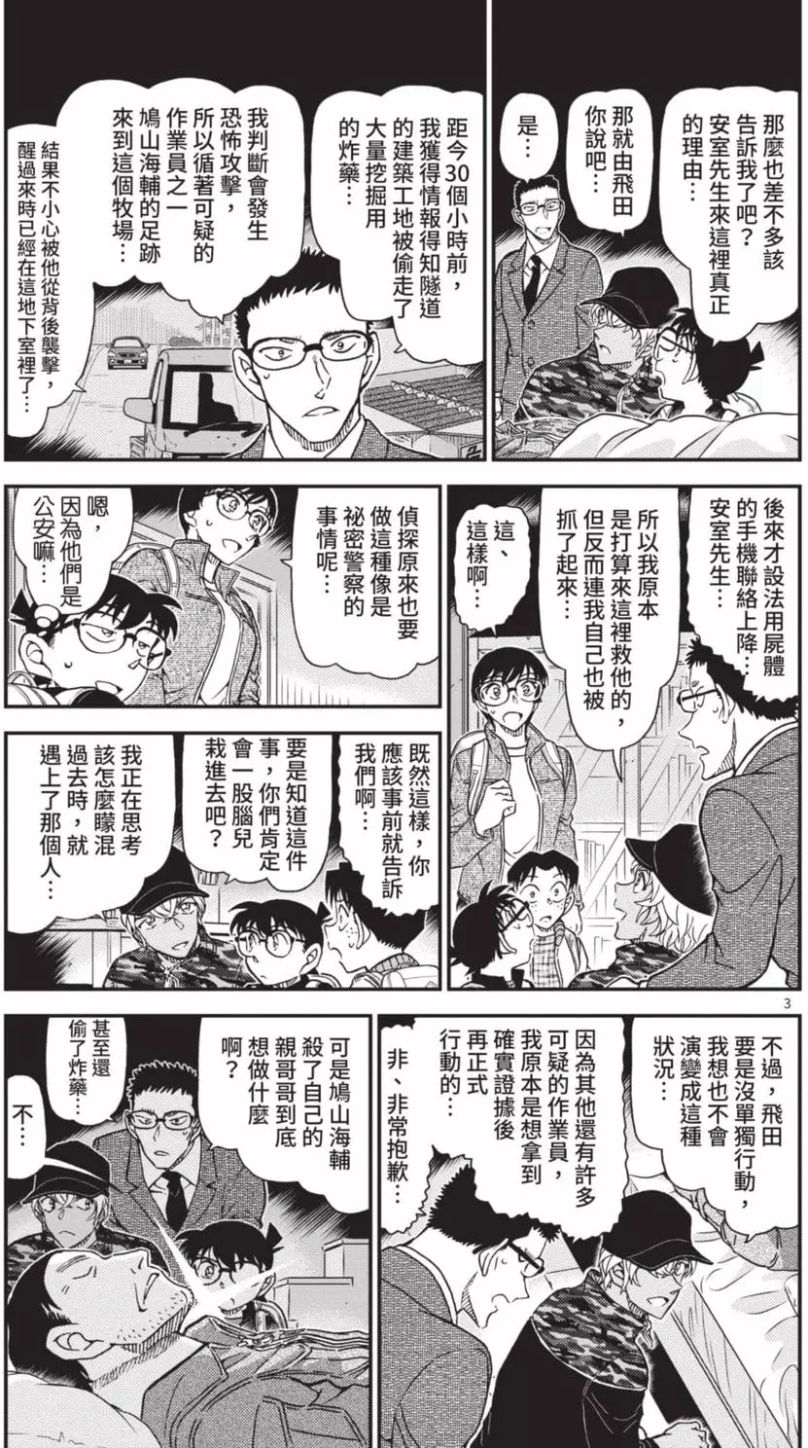 那麼也差不多該
告訴我了吧？
安室先生來這裡真正
的理由…
那就由飛田
你說吧…
是…
距今30個小時前，
我獲得情報得知隧道
的建築工地被偷走了
大量挖掘用
的炸藥…
我判斷會發生
恐怖攻擊，
所以循著可疑的
作業員之一
鳩山海輔的足跡
來到這個牧場…
結果不小心被他從背後襲擊，
醒過來時已經在這地下室裡了…
後來才設法用屍體
的手機聯絡上降…
安室先生…
所以我原本
是打算來這裡救他的，
但反而連我自己也被
抓了起來…
這、
這樣啊…
偵探原來也要
做這種像是
祕密警察的
事情呢…
嗯，
因為他們是
公安嘛…
既然這樣，你
應該事前就告訴
我們啊…
要是知道這件
事，你們肯定
會一股腦兒
栽進去吧？
我正在思考
該怎麼矇混
過去時，就
遇上了那個人…
3
不過，飛田
要是沒單獨行動，
我想也不會
演變成這種
狀況…
因為其他還有許多
可疑的作業員，
我原本是想拿到
確實證據後
再正式
行動的…
非、非常抱歉…
可是鳩山海輔
殺了自己的
親哥哥到底
想做什麼
啊？
甚至還
偷了炸藥…
不…